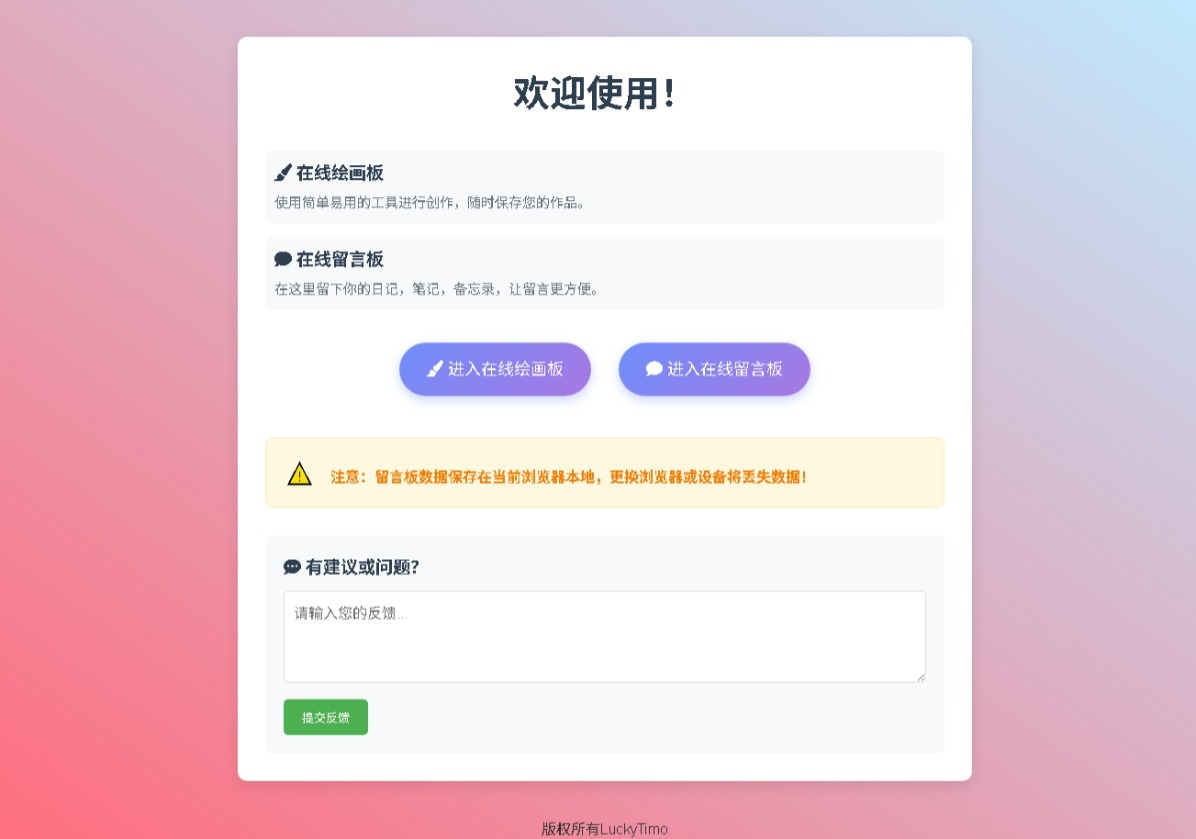 欢迎使用！
在线绘画板
使用简单易用的工具进行创作，随时保存您的作品。
在线留言板
在这里留下你的日记，笔记，备忘录，让留言更方便。
进入在线绘画板
进入在线留言板
注意：留言板数据保存在当前浏览器本地，更换浏览器或设备将丢失数据！
有建议或问题？
请输入您的反馈...
提交反馈
版权所有LuckyTimo